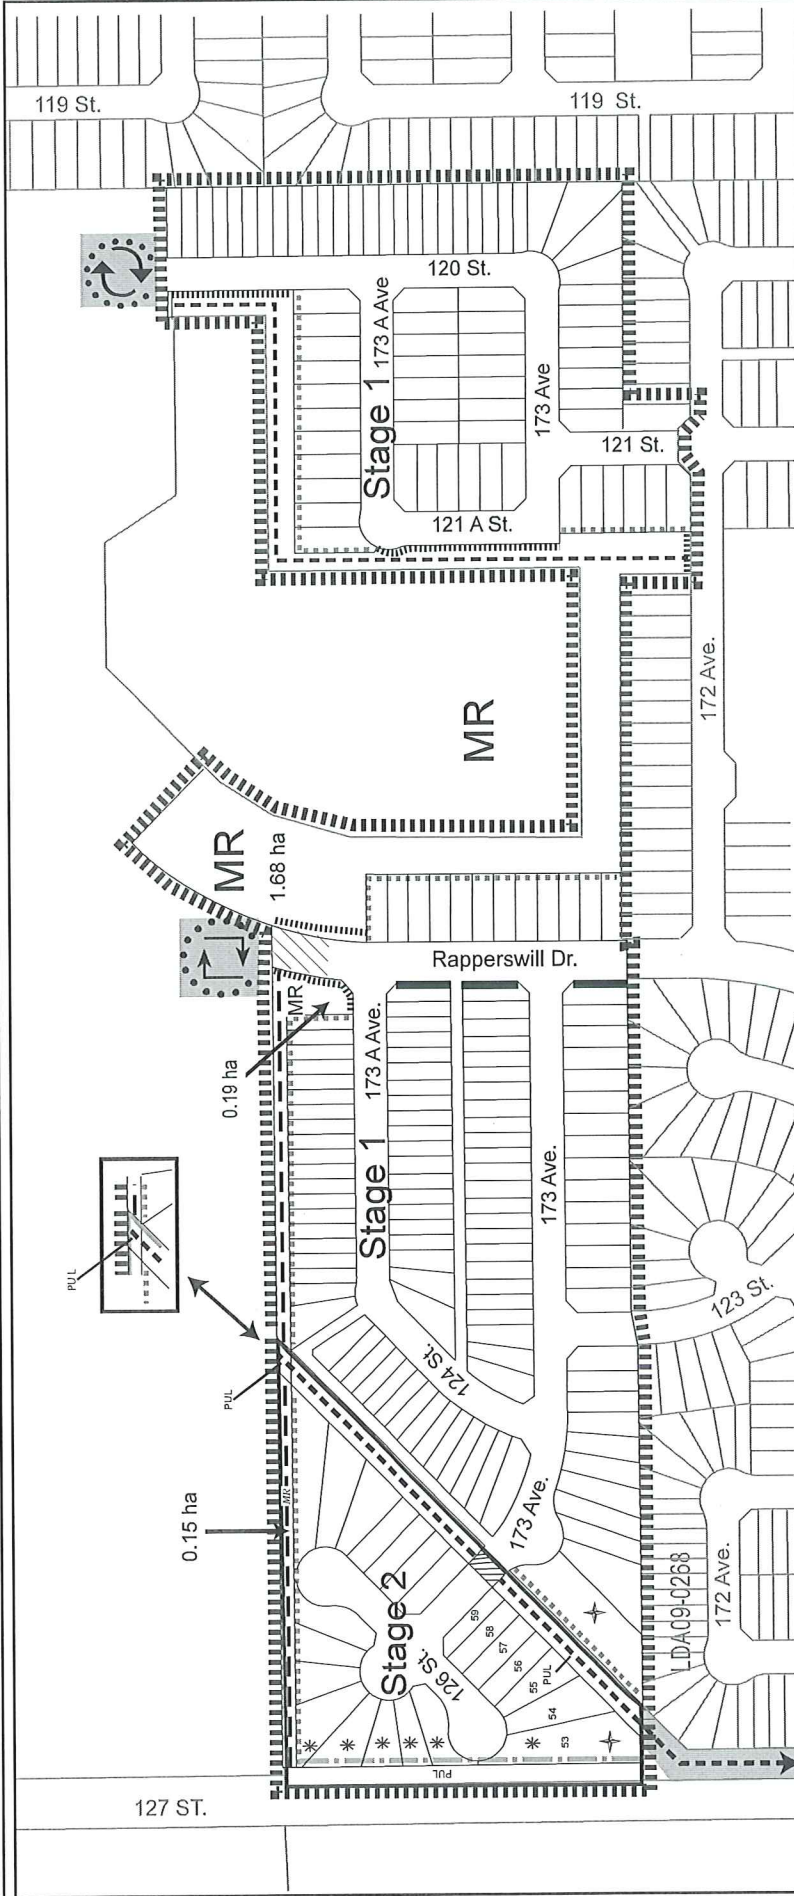 119 St.
119 St.
120 St.
173 A Ave
Stage 1
173 Ave
121 St.
121 A St.
172 Ave.
MR
MR
1.68 ha
Rapperswill Dr.
MR
0.19 ha
173 A Ave.
Stage 1
173 Ave.
PUL
123 St.
124 St.
PUL
0.15 ha
MR
173 Ave.
Stage 2
126 St.
59
58
57
56
55
54
53
PUL
LDA09-0268
172 Ave.
PUL
127 ST.